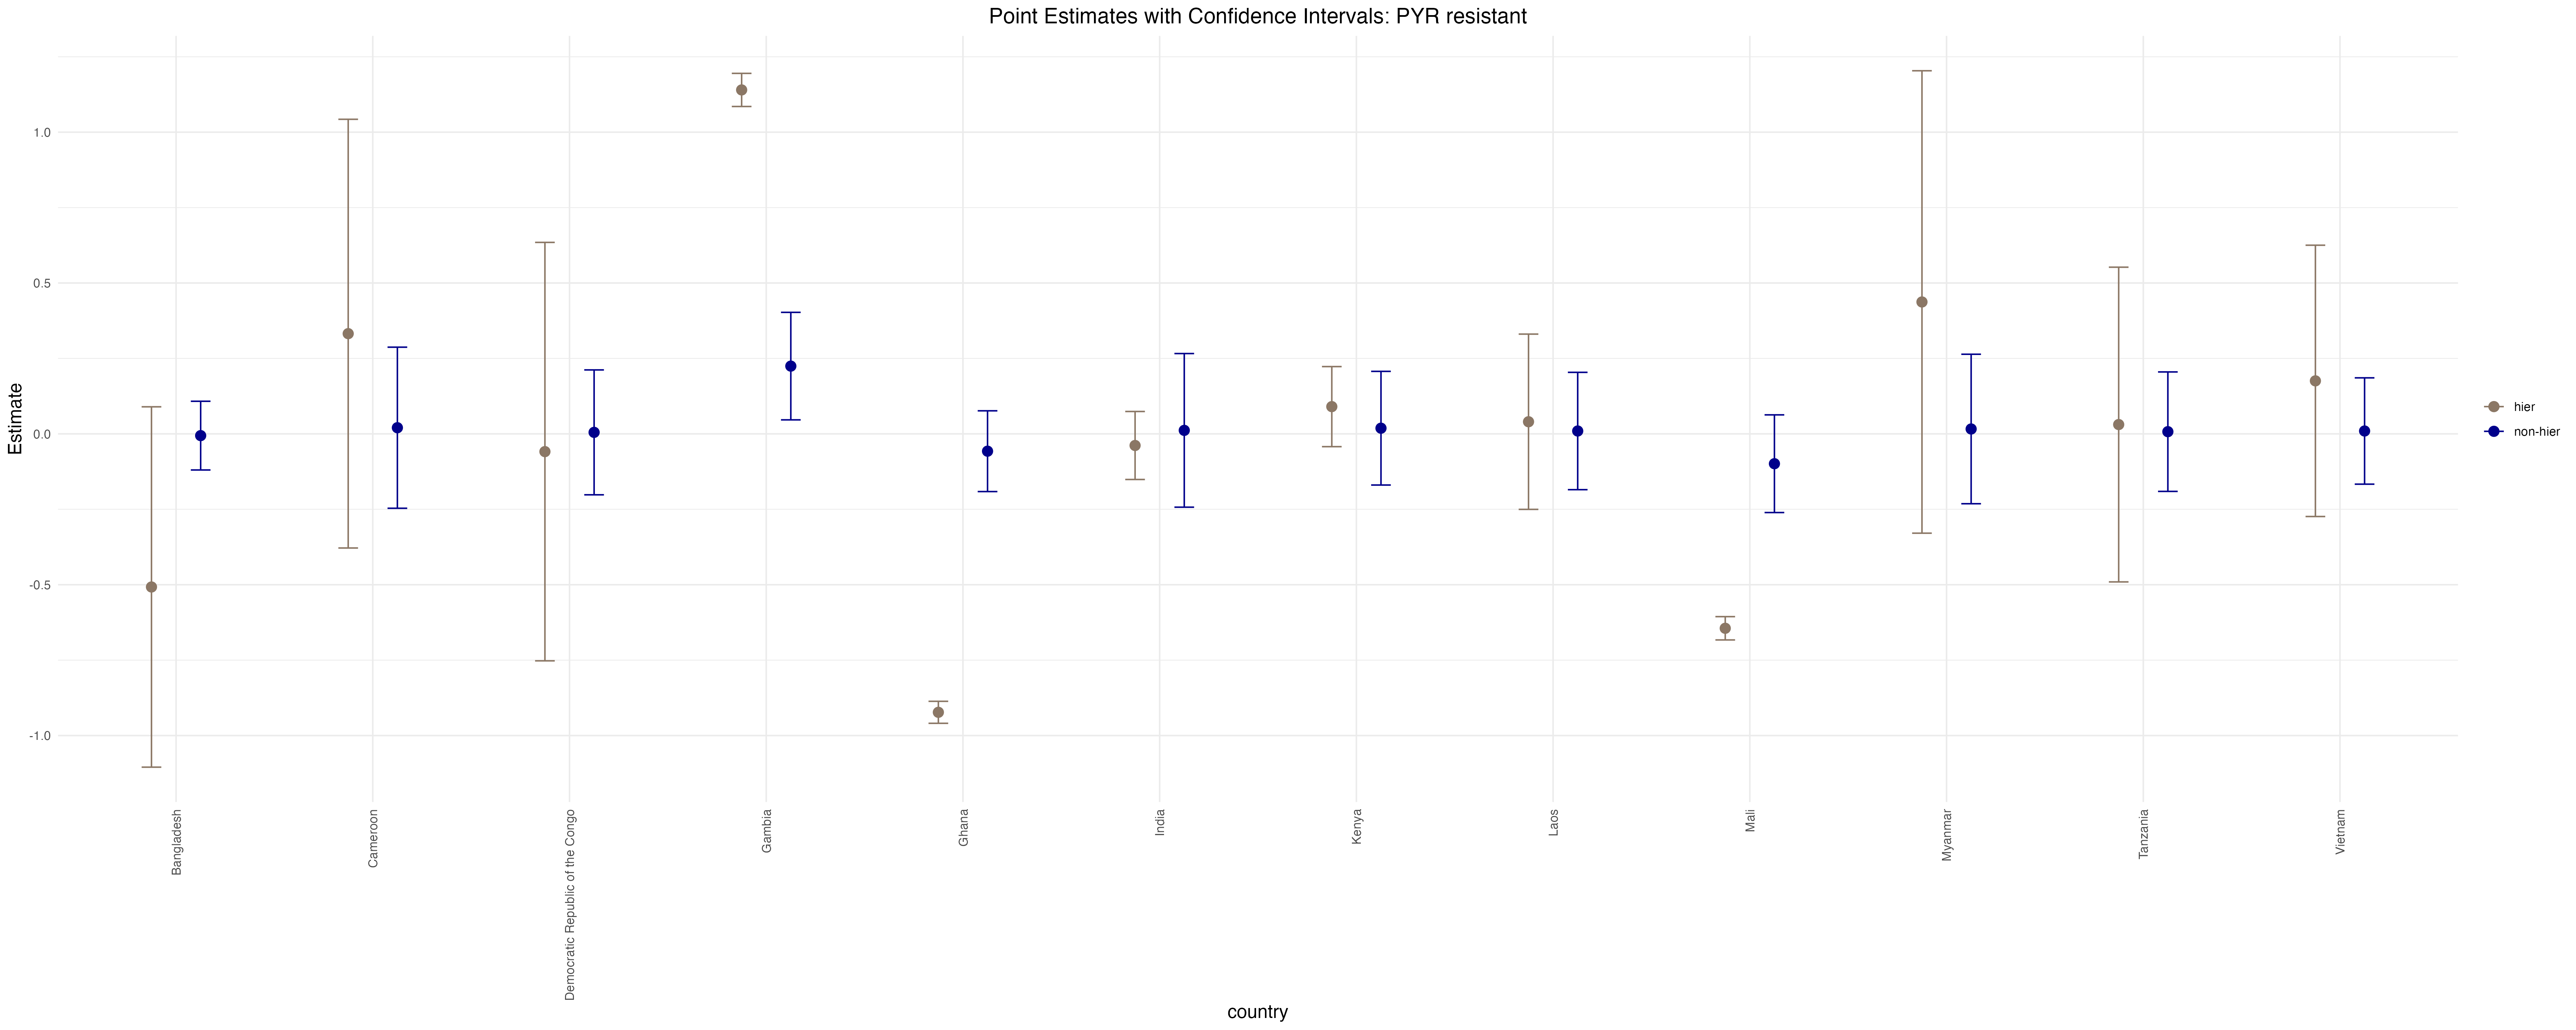 Point Estimates with Confidence Intervals: PYR resistant
Estimate
1.0
0.5
0.0
-0.5
-1.0
Bangladesh
Cameroon
Democratic Republic of the Congo
Gambia
Ghana
India
Kenya
Laos
Mali
Myanmar
Tanzania
Vietnam
country
hier
non-hier